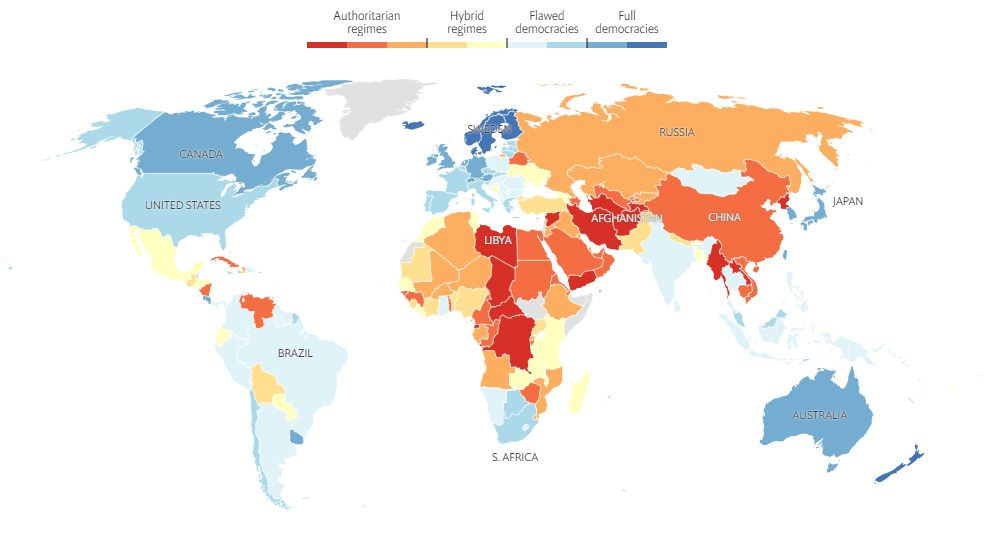 Authoritarian
regimes
Hybrid
regimes
Flawed
democracies
Full
democracies
SWEDEN
RUSSIA
CANADA
UNITED STATES
JAPAN
AFGHANISTAN
CHINA
LIBYA
BRAZIL
AUSTRALIA
S. AFRICA